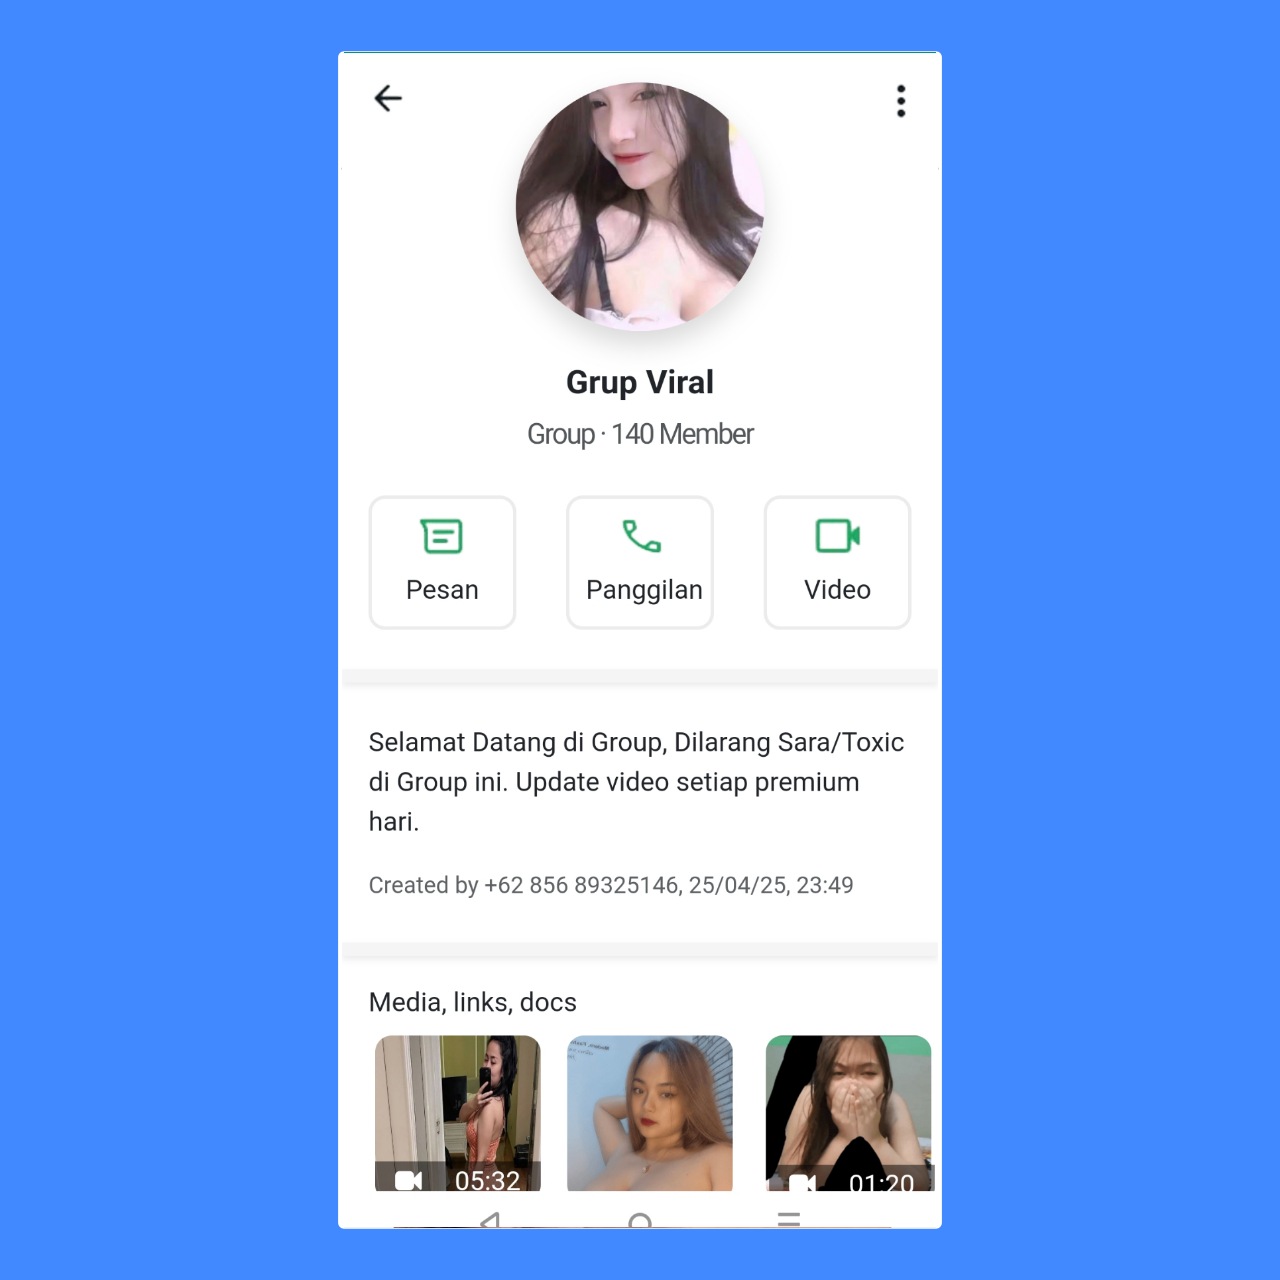 Grup Viral
Group · 140 Member
Pesan
Panggilan
Video
Selamat Datang di Group, Dilarang Sara/Toxic
di Group ini. Update video setiap premium
hari.
Created by +62 856 89325146, 25/04/25, 23:49
Media, links, docs
05:32
01:20